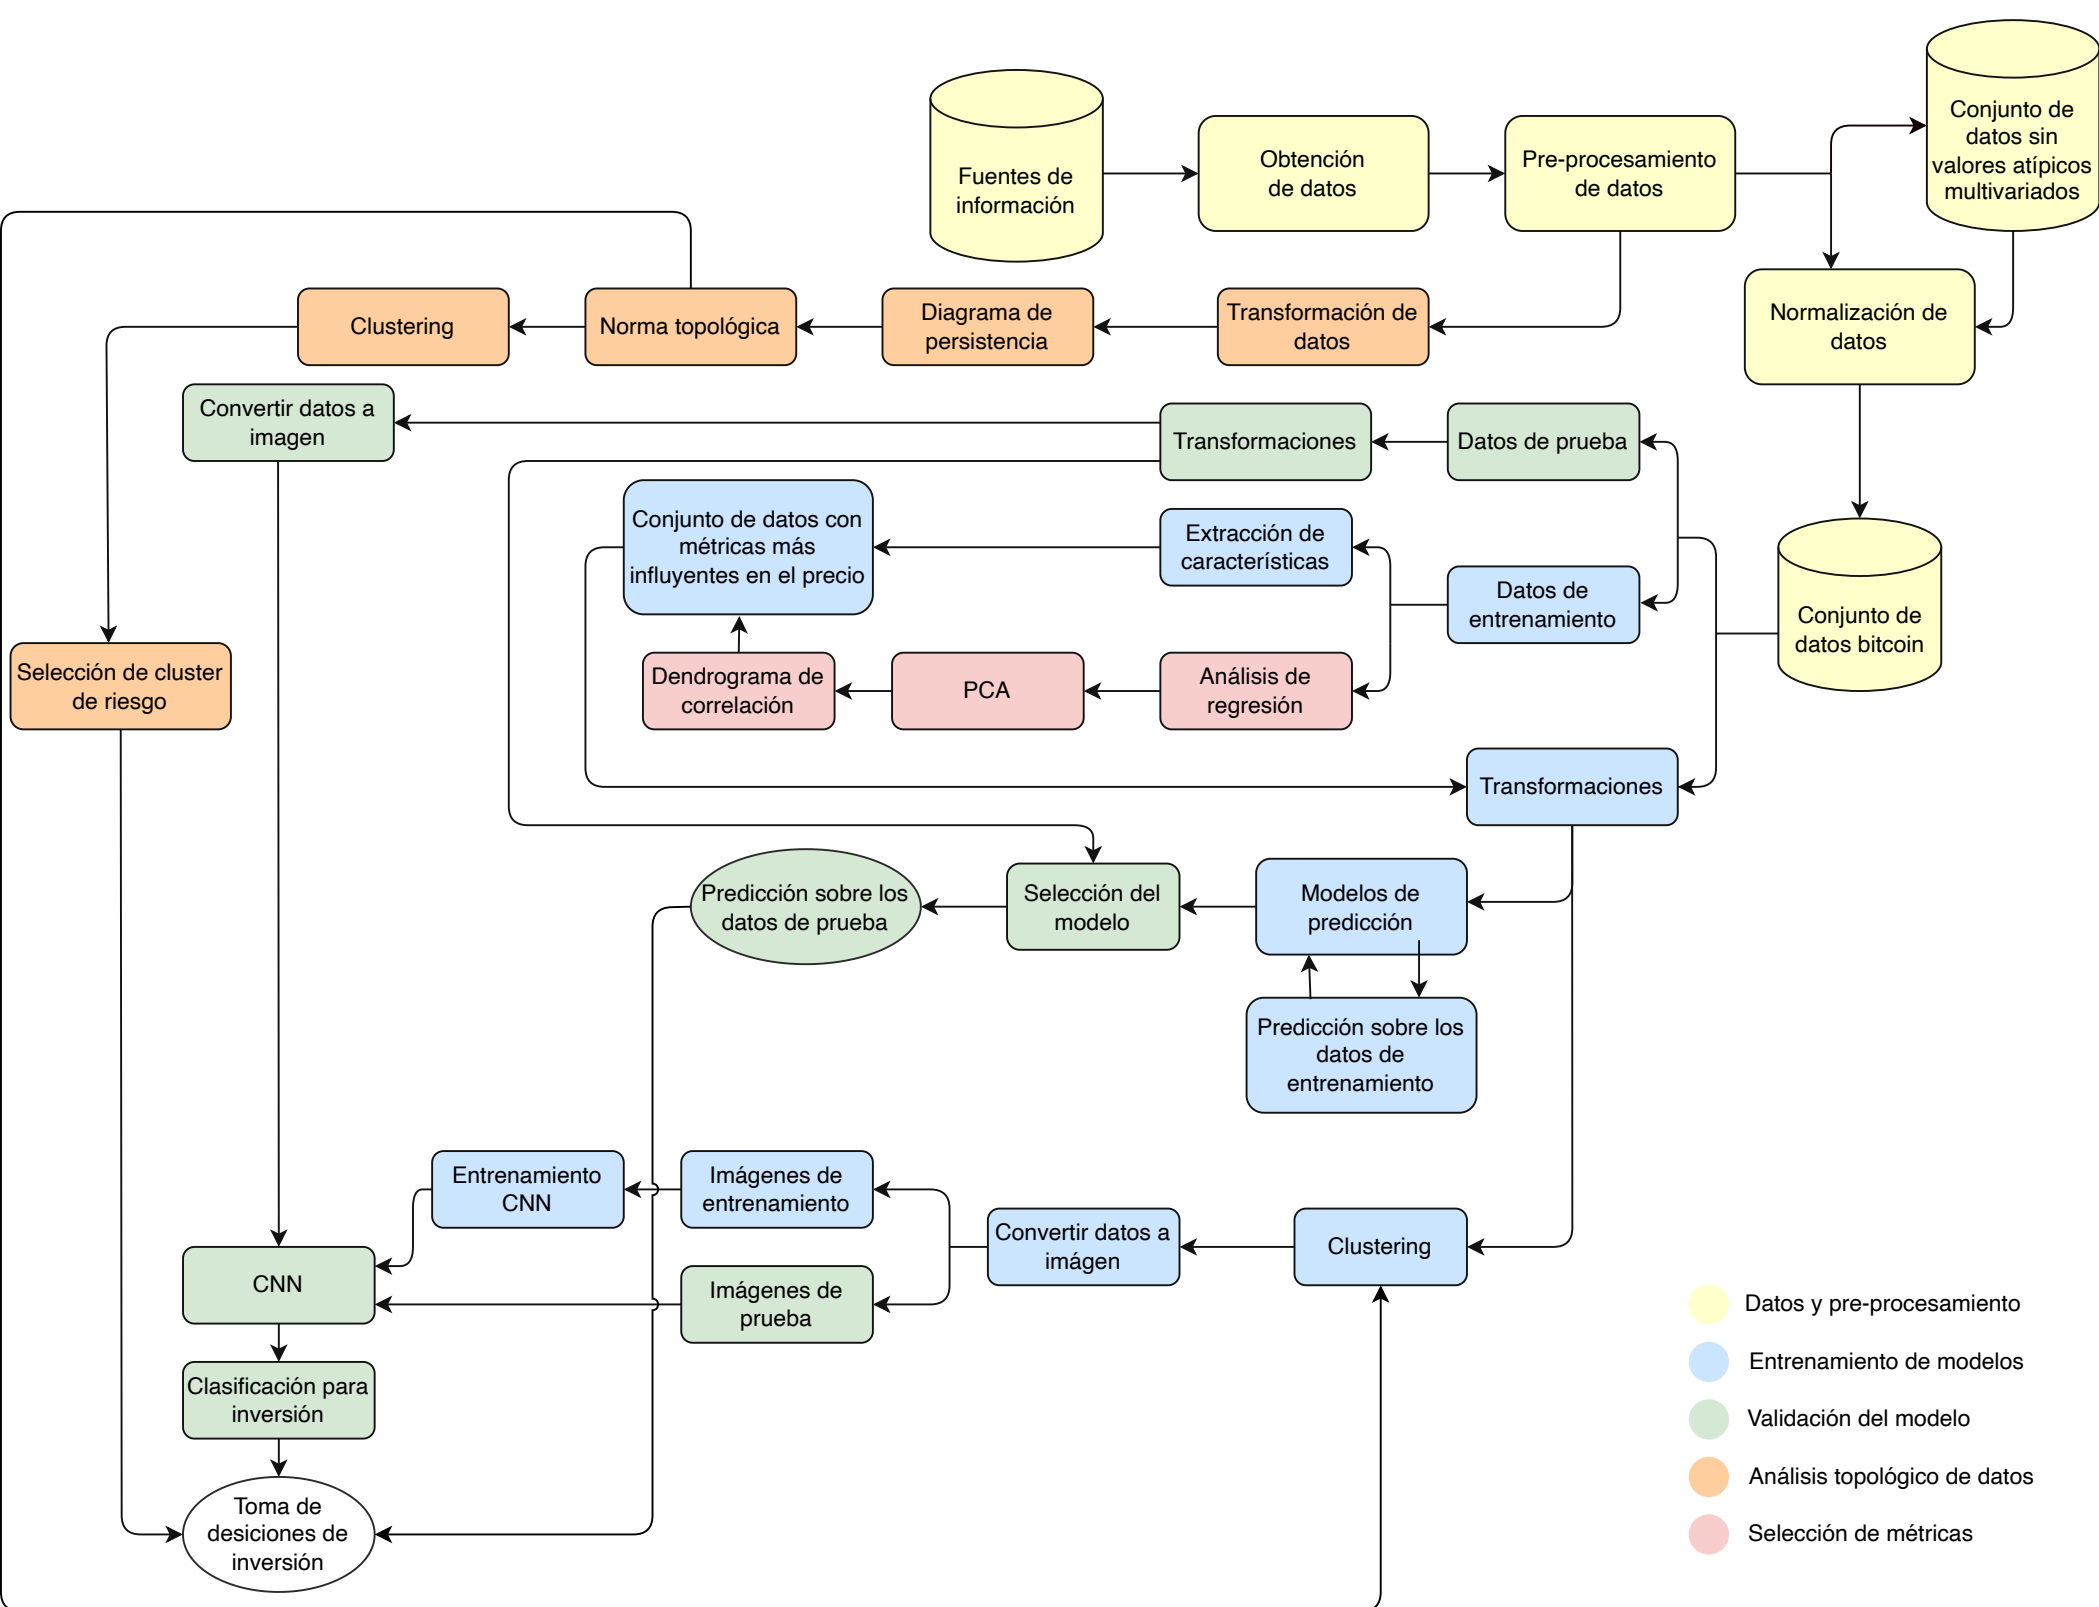 Fuentes de
información
Obtención
de datos
Pre-procesamiento
de datos
Conjunto de
datos sin
valores atípicos
multivariados
Clustering
Norma topológica
Diagrama de
persistencia
Transformación de
datos
Normalización de
datos
Convertir datos a
imagen
Transformaciones
Datos de prueba
Conjunto de datos con
métricas más
influyentes en el precio
Extracción de
características
Datos de
entrenamiento
Conjunto de
datos bitcoin
Selección de cluster
de riesgo
Dendrograma de
correlación
PCA
Análisis de
regresión
Transformaciones
Predicción sobre los
datos de prueba
Selección del
modelo
Modelos de
predicción
Predicción sobre los
datos de
entrenamiento
Entrenamiento
CNN
Imágenes de
entrenamiento
Convertir datos a
imágen
Clustering
CNN
Imágenes de
prueba
Clasificación para
inversión
Toma de
desiciones de
inversión
Datos y pre-procesamiento
Entrenamiento de modelos
Validación del modelo
Análisis topológico de datos
Selección de métricas